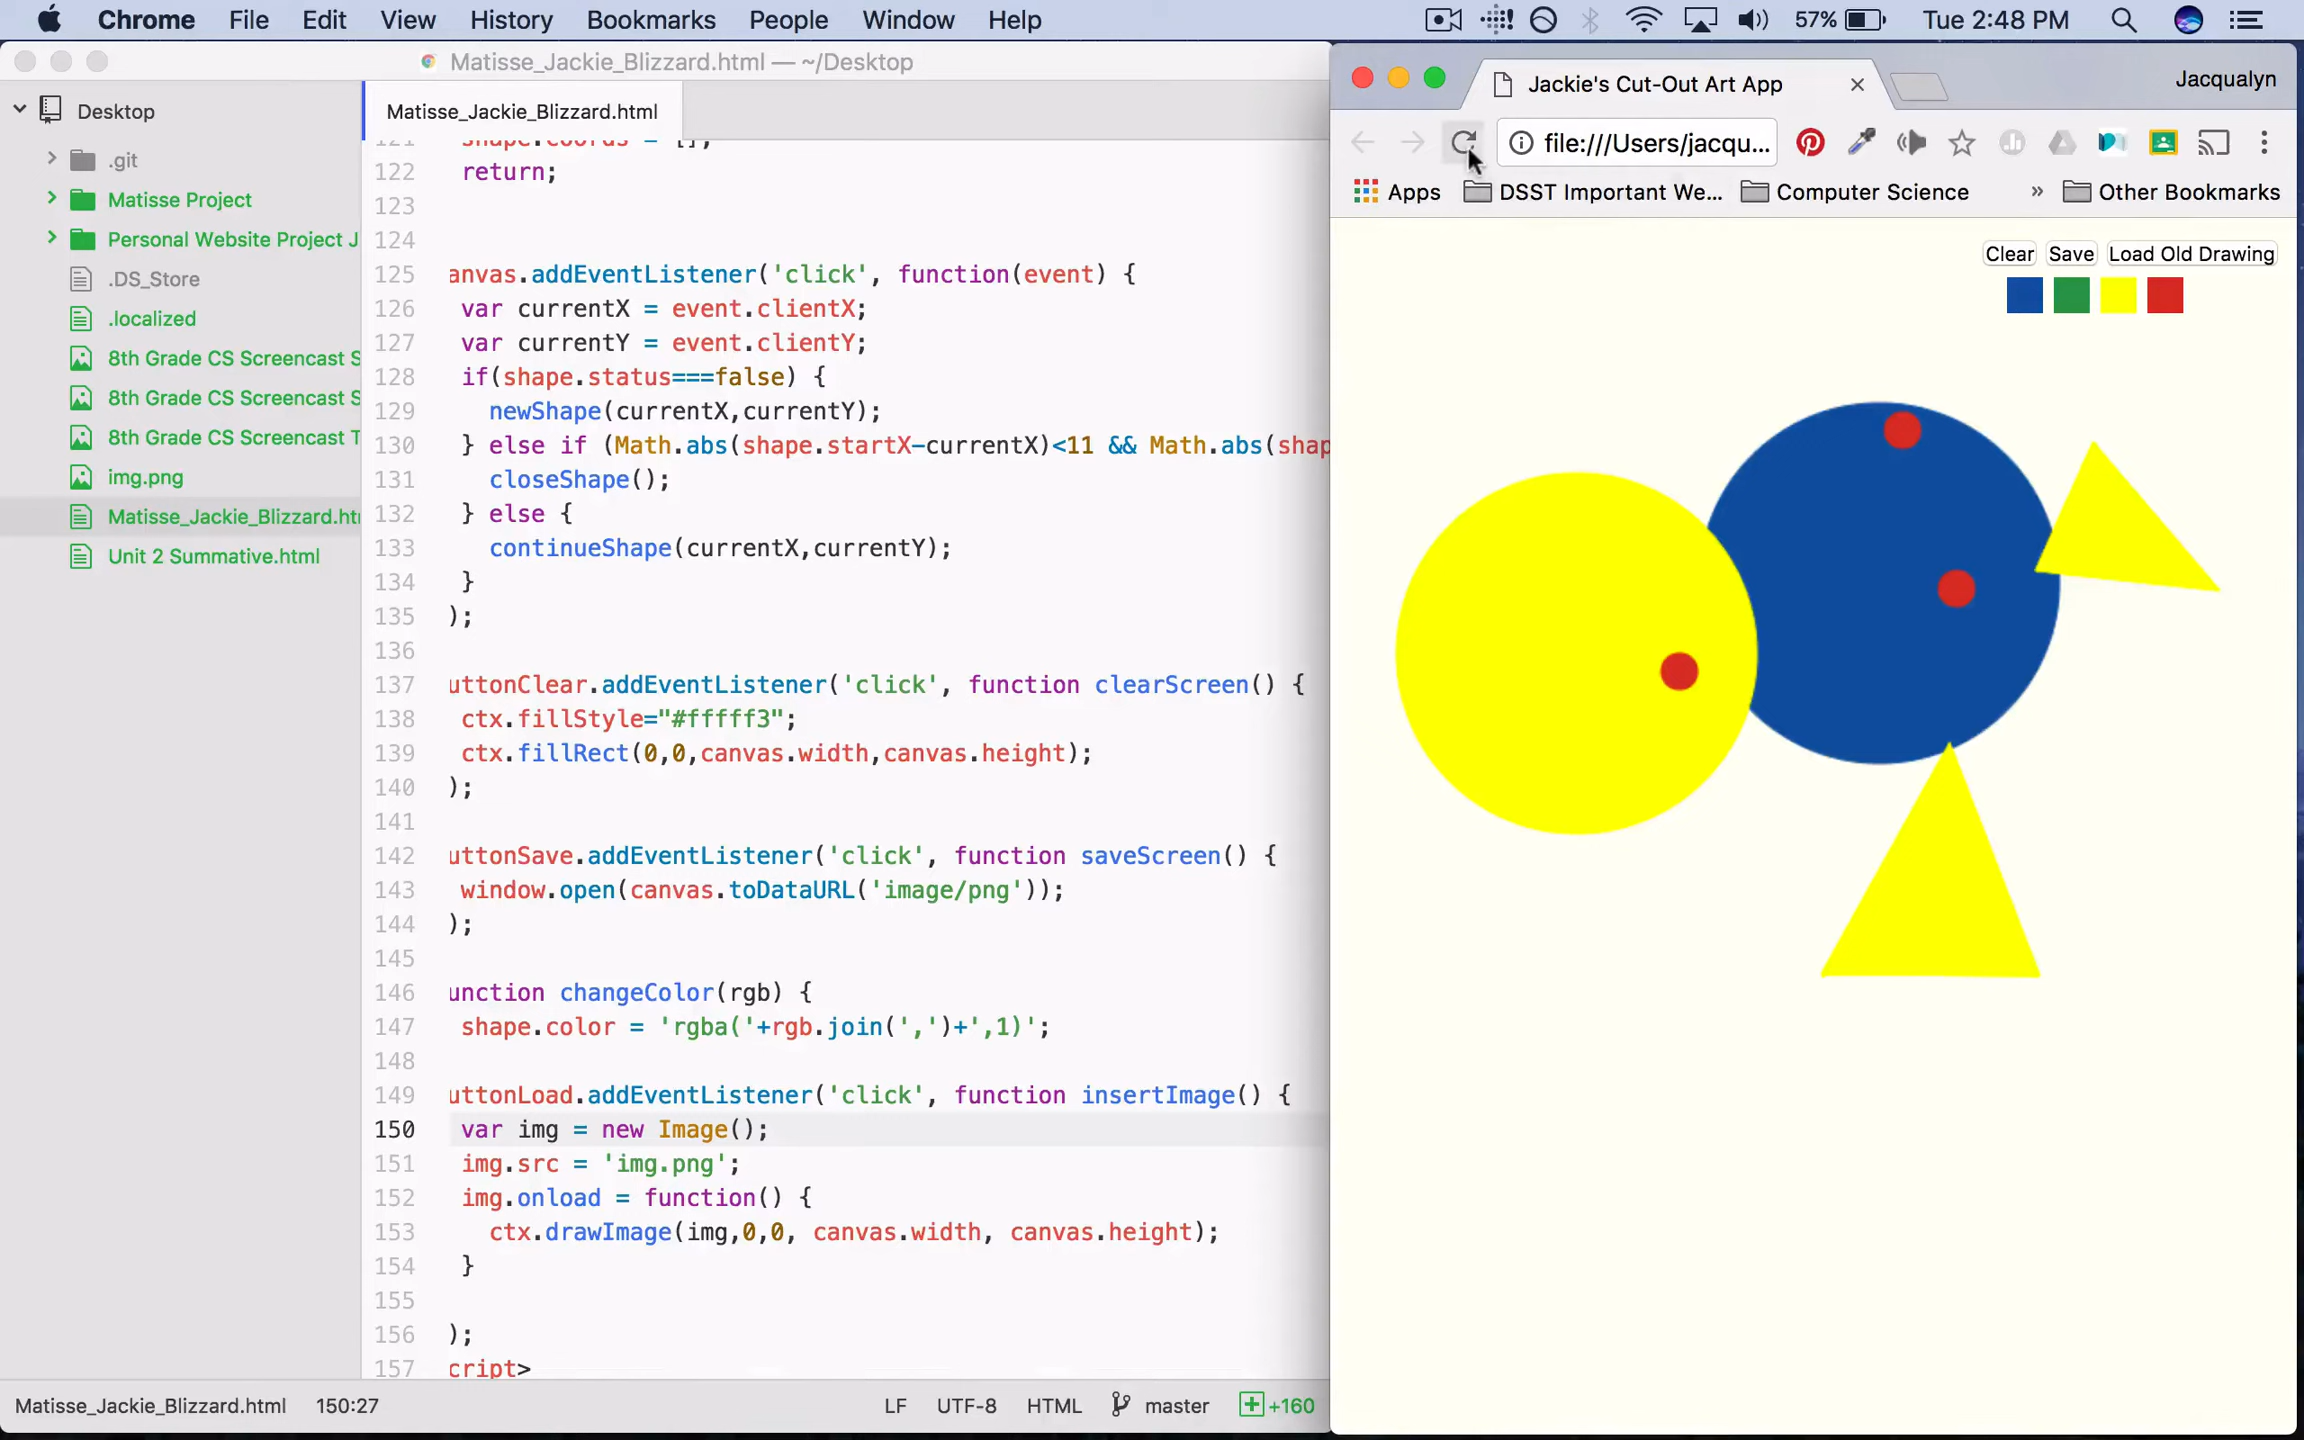 Chrome File Edit View History Bookmarks People Window Help 57% Tue 2:48 PM
Matisse_Jackie_Blizzard.html — ~/Desktop
Desktop
.git
Matisse Project
Personal Website Project J
.DS_Store
.localized
8th Grade CS Screencast S
8th Grade CS Screencast S
8th Grade CS Screencast T
img.png
Matisse_Jackie_Blizzard.htm
Unit 2 Summative.html
Matisse_Jackie_Blizzard.html
121 shape.coords = [];
122 return;
123
124
125 anvas.addEventListener('click', function(event) {
126 var currentX = event.clientX;
127 var currentY = event.clientY;
128 if(shape.status===false) {
129 newShape(currentX,currentY);
130 } else if (Math.abs(shape.startX-currentX)<11 && Math.abs(shap
131 closeShape();
132 } else {
133 continueShape(currentX,currentY);
134 }
135 );
136
137 uttonClear.addEventListener('click', function clearScreen() {
138 ctx.fillStyle="#fffff3";
139 ctx.fillRect(0,0,canvas.width,canvas.height);
140 );
141
142 uttonSave.addEventListener('click', function saveScreen() {
143 window.open(canvas.toDataURL('image/png'));
144 );
145
146 unction changeColor(rgb) {
147 shape.color = 'rgba('+rgb.join(',')+',1)';
148
149 uttonLoad.addEventListener('click', function insertImage() {
150 var img = new Image();
151 img.src = 'img.png';
152 img.onload = function() {
153 ctx.drawImage(img,0,0, canvas.width, canvas.height);
154 }
155
156 );
157 cript>
Matisse_Jackie_Blizzard.html 150:27 LF UTF-8 HTML master +160
Jackie's Cut-Out Art App Jacqualyn
file:///Users/jacqu...
Apps DSST Important We... Computer Science » Other Bookmarks
Clear Save Load Old Drawing